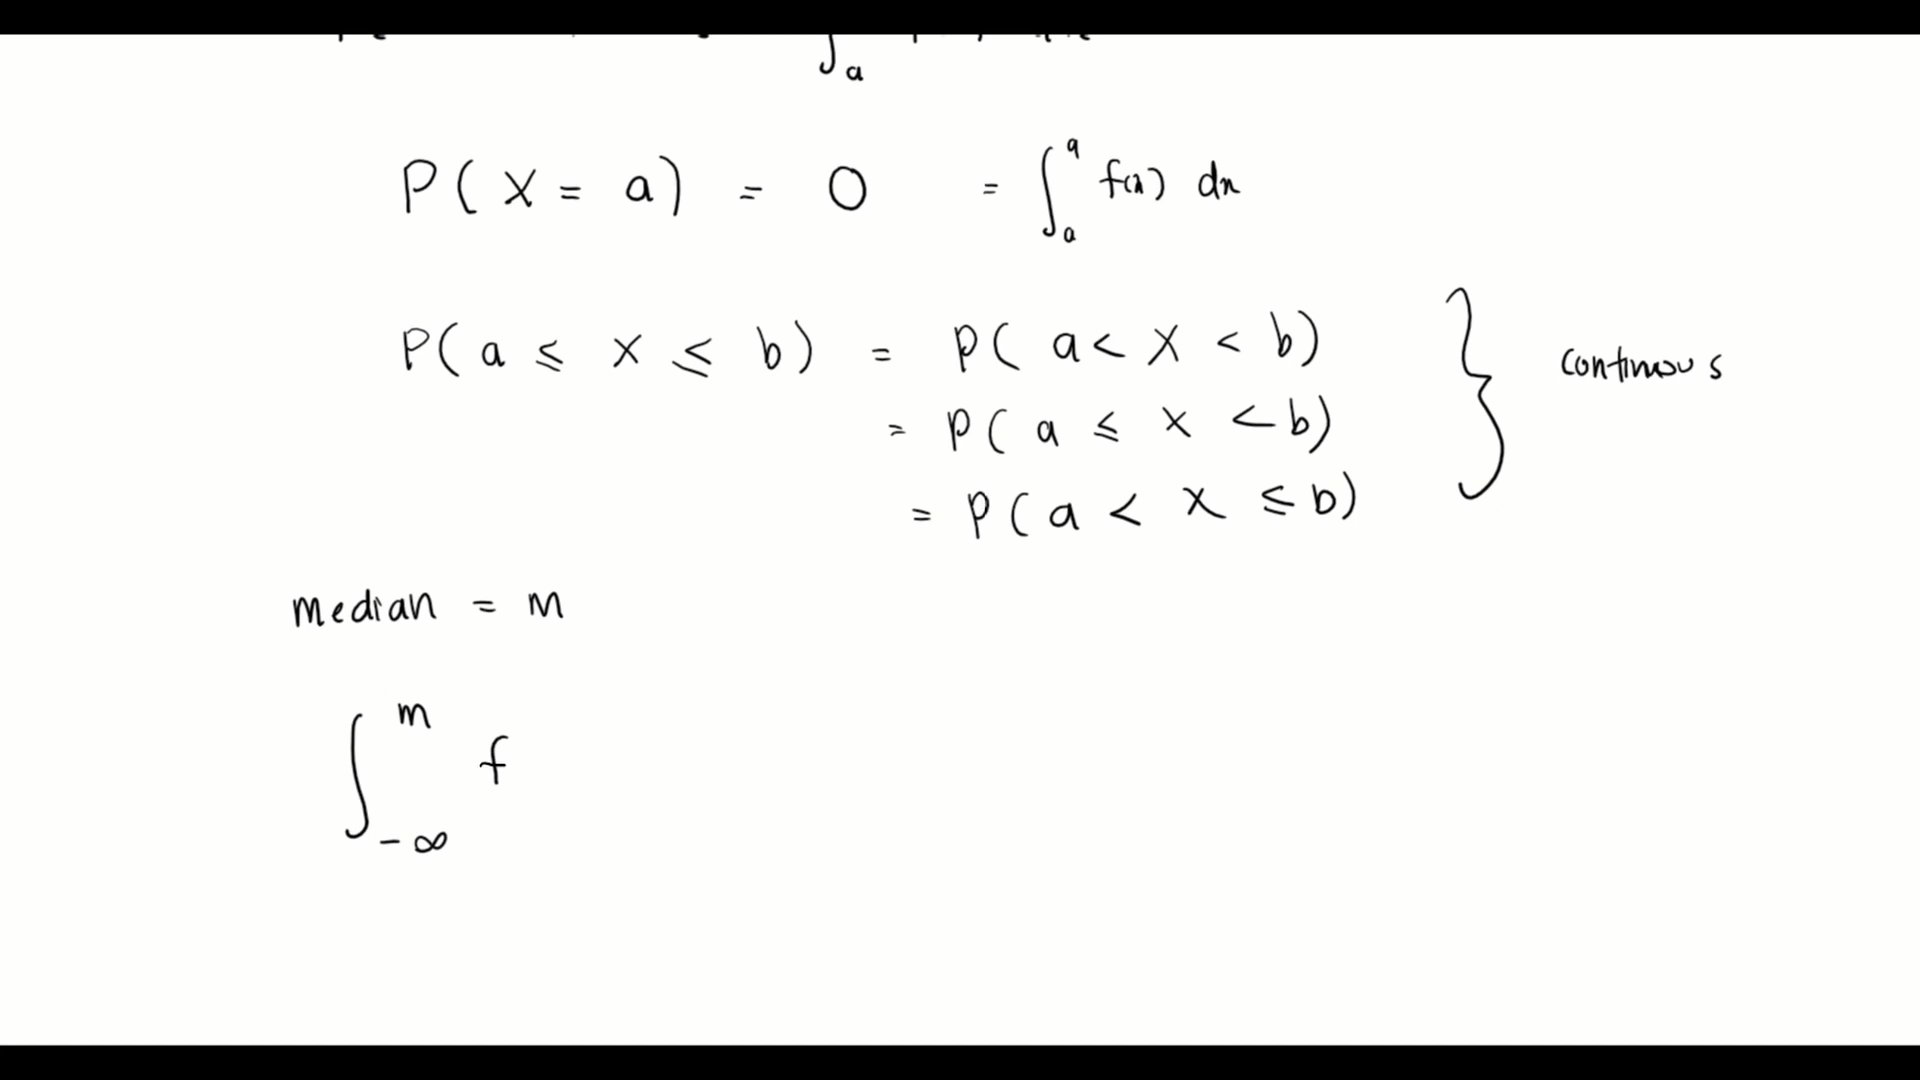 ∫ₐ
P(X = a) = 0 = ∫ₐᵃ f(x) dx
P(a ≤ x ≤ b) = P(a < X < b)
= P(a ≤ x < b)
= P(a < x ≤ b)
} continuous
median = m
∫₋∞ᵐ f